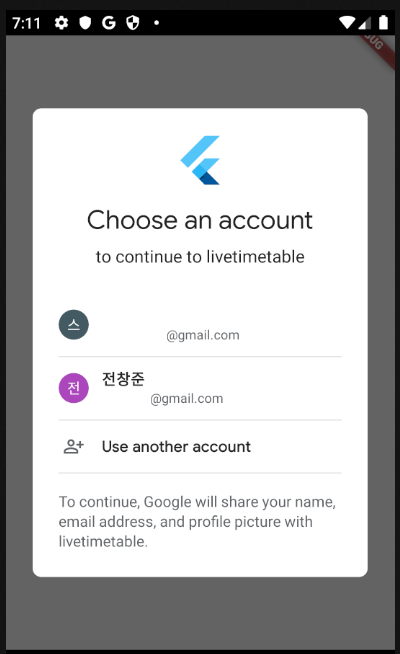 7:11
Choose an account
to continue to livetimetable
스
@gmail.com
전
전창준
@gmail.com
Use another account
To continue, Google will share your name,
email address, and profile picture with
livetimetable.